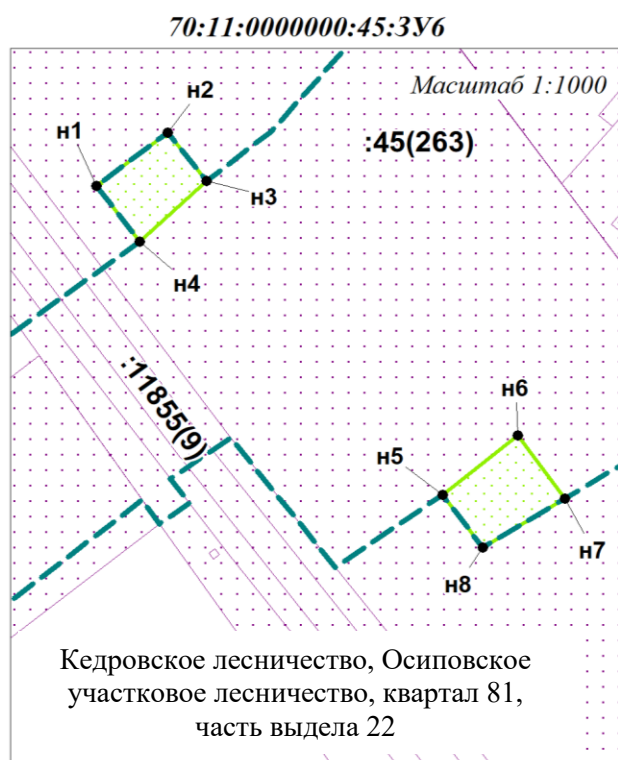 70:11:0000000:45:ЗУ6
Масштаб 1:1000
н2
н1
:45(263)
н3
н4
:11855(9)
н6
н5
н7
н8
Кедровское лесничество, Осиповское
участковое лесничество, квартал 81,
часть выдела 22